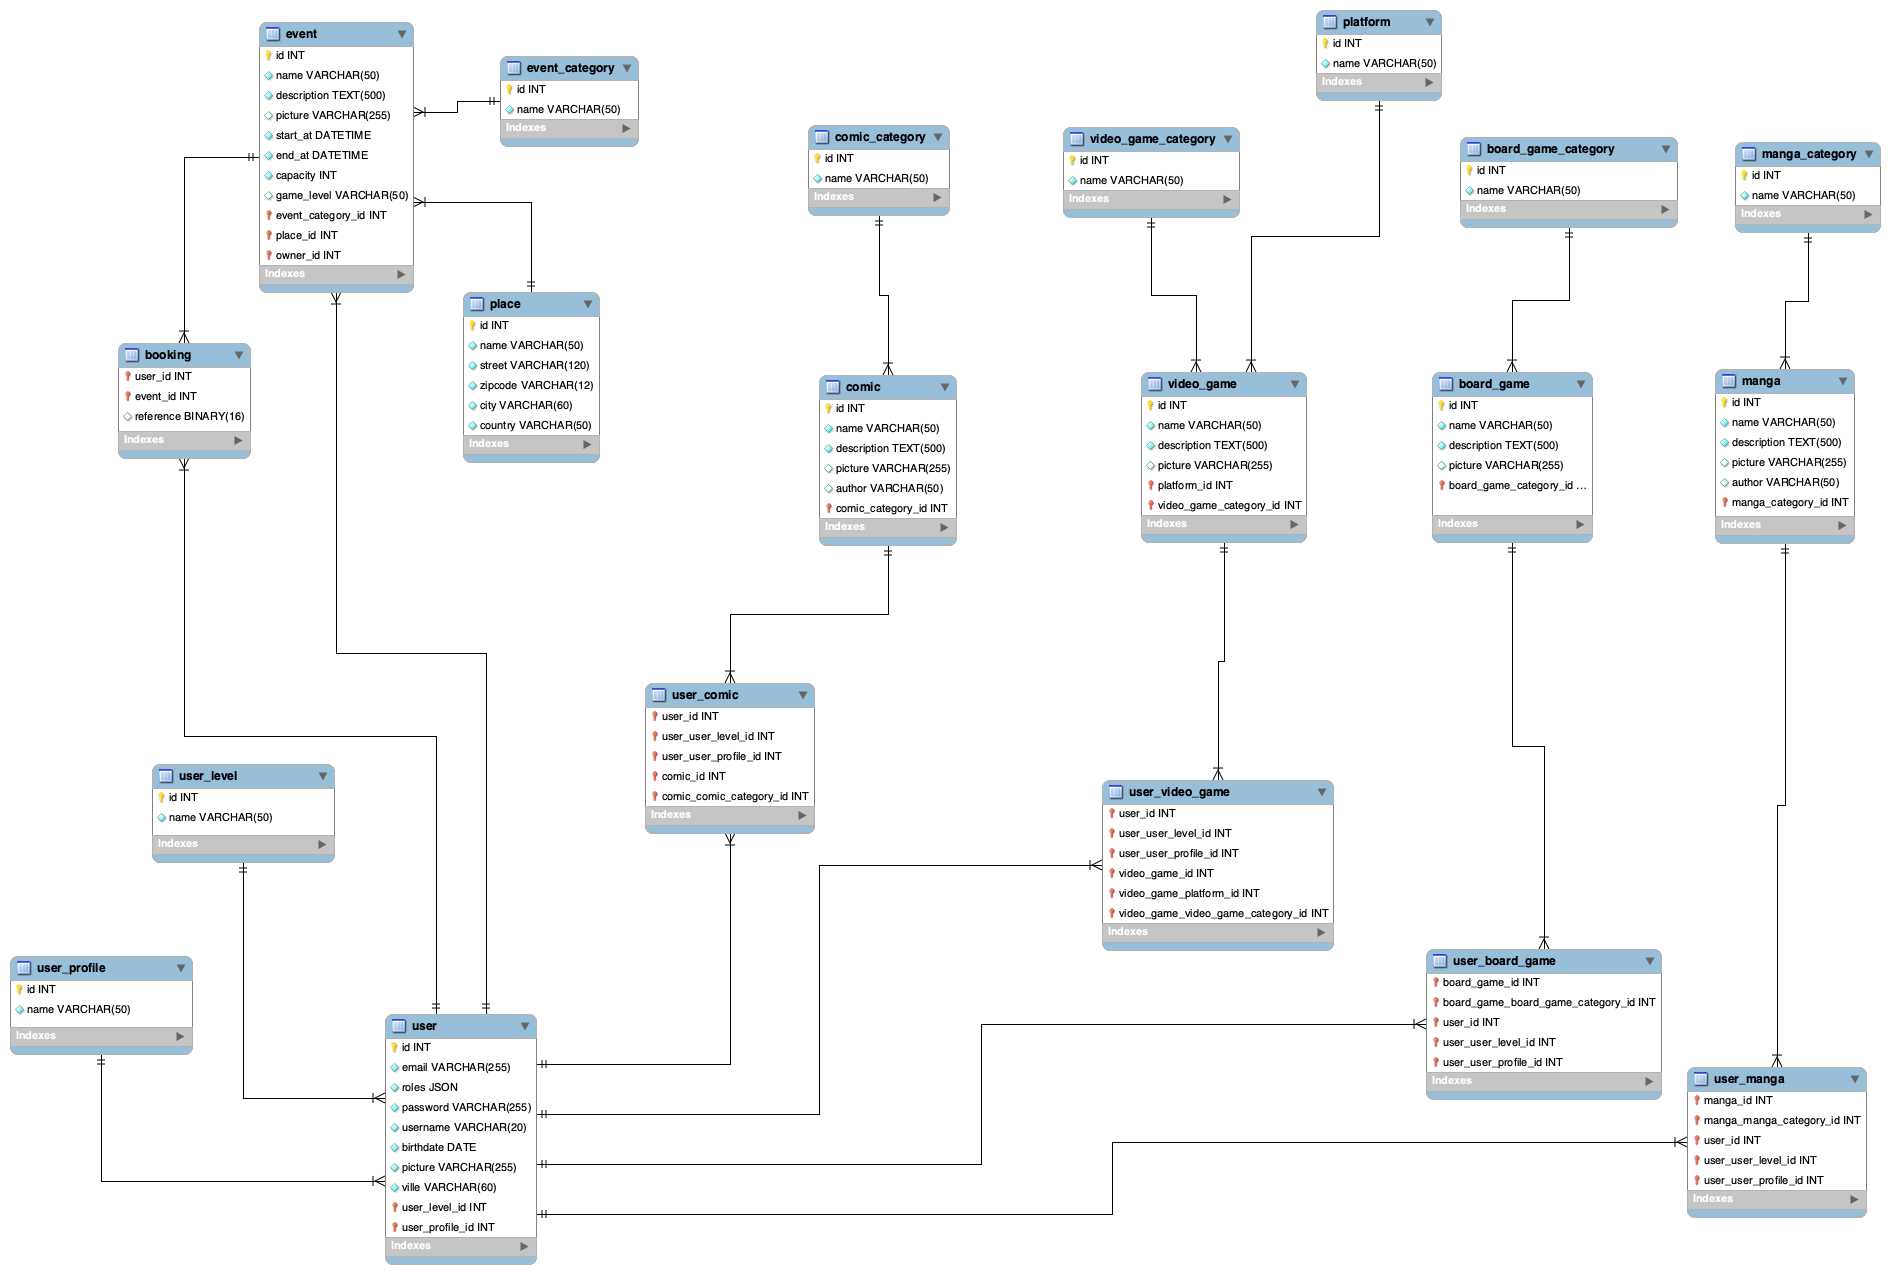 event
id INT
name VARCHAR(50)
description TEXT(500)
picture VARCHAR(255)
start_at DATETIME
end_at DATETIME
capacity INT
game_level VARCHAR(50)
event_category_id INT
place_id INT
owner_id INT
Indexes
event_category
id INT
name VARCHAR(50)
Indexes
platform
id INT
name VARCHAR(50)
Indexes
comic_category
id INT
name VARCHAR(50)
Indexes
video_game_category
id INT
name VARCHAR(50)
Indexes
board_game_category
id INT
name VARCHAR(50)
Indexes
manga_category
id INT
name VARCHAR(50)
Indexes
place
id INT
name VARCHAR(50)
street VARCHAR(120)
zipcode VARCHAR(12)
city VARCHAR(60)
country VARCHAR(50)
Indexes
booking
user_id INT
event_id INT
reference BINARY(16)
Indexes
comic
id INT
name VARCHAR(50)
description TEXT(500)
picture VARCHAR(255)
author VARCHAR(50)
comic_category_id INT
Indexes
video_game
id INT
name VARCHAR(50)
description TEXT(500)
picture VARCHAR(255)
platform_id INT
video_game_category_id INT
Indexes
board_game
id INT
name VARCHAR(50)
description TEXT(500)
picture VARCHAR(255)
board_game_category_id ...
Indexes
manga
id INT
name VARCHAR(50)
description TEXT(500)
picture VARCHAR(255)
author VARCHAR(50)
manga_category_id INT
Indexes
user_comic
user_id INT
user_user_level_id INT
user_user_profile_id INT
comic_id INT
comic_comic_category_id INT
Indexes
user_level
id INT
name VARCHAR(50)
Indexes
user_video_game
user_id INT
user_user_level_id INT
user_user_profile_id INT
video_game_id INT
video_game_platform_id INT
video_game_video_game_category_id INT
Indexes
user_profile
id INT
name VARCHAR(50)
Indexes
user_board_game
board_game_id INT
board_game_board_game_category_id INT
user_id INT
user_user_level_id INT
user_user_profile_id INT
Indexes
user
id INT
email VARCHAR(255)
roles JSON
password VARCHAR(255)
username VARCHAR(20)
birthdate DATE
picture VARCHAR(255)
ville VARCHAR(60)
user_level_id INT
user_profile_id INT
Indexes
user_manga
manga_id INT
manga_manga_category_id INT
user_id INT
user_user_level_id INT
user_user_profile_id INT
Indexes